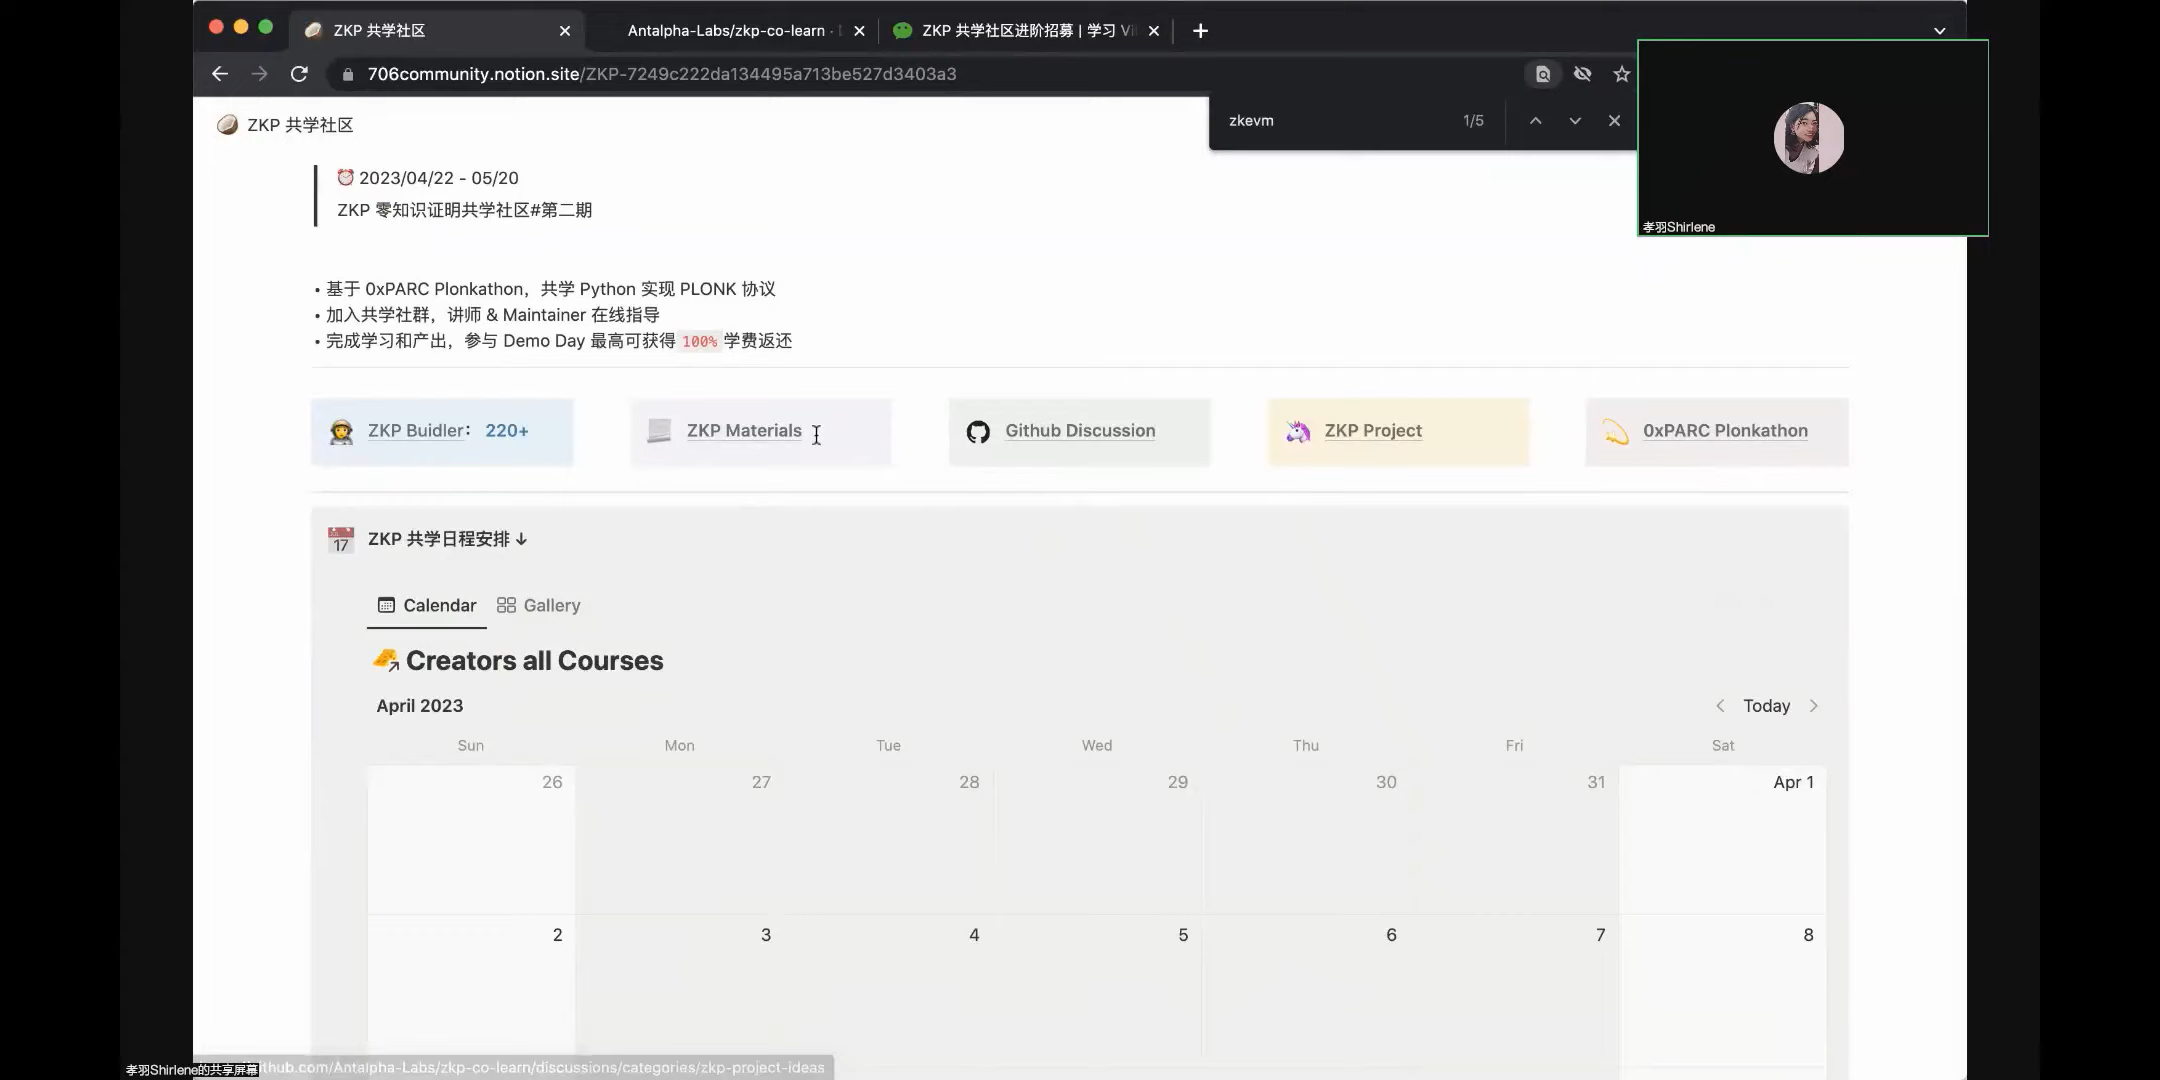 ZKP 共学社区
Antalpha-Labs/zkp-co-learn ·
ZKP 共学社区进阶招募 | 学习 VI
706community.notion.site/ZKP-7249c222da134495a713be527d3403a3
zkevm 1/5
ZKP 共学社区
孝羽Shirlene
2023/04/22 - 05/20
ZKP 零知识证明共学社区#第二期
• 基于 0xPARC Plonkathon，共学 Python 实现 PLONK 协议
• 加入共学社群，讲师 & Maintainer 在线指导
• 完成学习和产出，参与 Demo Day 最高可获得 100% 学费返还
ZKP Buidler： 220+
ZKP Materials
Github Discussion
ZKP Project
0xPARC Plonkathon
17
ZKP 共学日程安排 ↓
Calendar Gallery
Creators all Courses
April 2023
Today
Sun Mon Tue Wed Thu Fri Sat
26 27 28 29 30 31 Apr 1
2 3 4 5 6 7 8
孝羽Shirlene的共享屏幕
thub.com/Antalpha-Labs/zkp-co-learn/discussions/categories/zkp-project-ideas